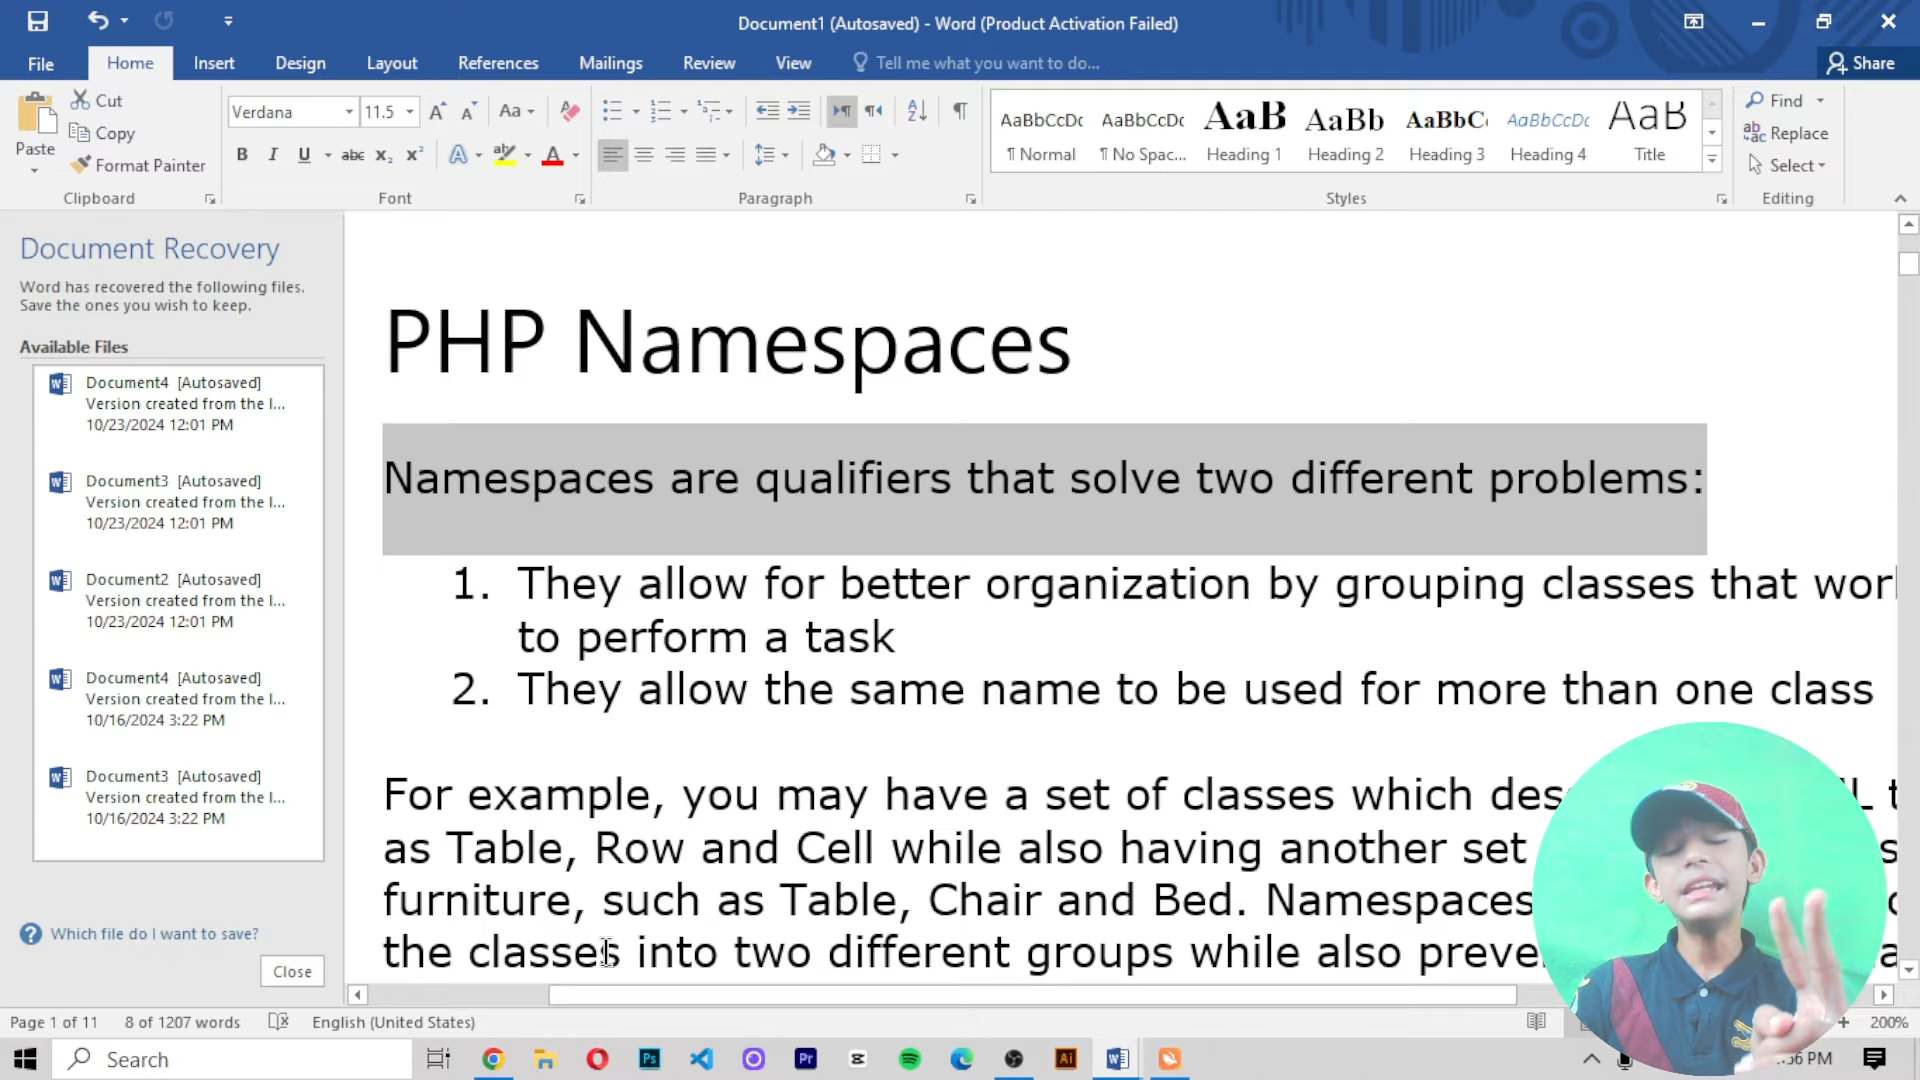 Document1 (Autosaved) - Word (Product Activation Failed)
File Home Insert Design Layout References Mailings Review View Tell me what you want to do... Share
Paste
Cut
Copy
Format Painter
Clipboard
Verdana 11.5
Font
Paragraph
AaBbCcDc AaBbCcDc AaB AaBb AaBbC AaBbCcDc AaB
¶ Normal ¶ No Spac... Heading 1 Heading 2 Heading 3 Heading 4 Title
Styles
Find
Replace
Select
Editing
Document Recovery
Word has recovered the following files.
Save the ones you wish to keep.
Available Files
Document4 [Autosaved]
Version created from the l...
10/23/2024 12:01 PM
Document3 [Autosaved]
Version created from the l...
10/23/2024 12:01 PM
Document2 [Autosaved]
Version created from the l...
10/23/2024 12:01 PM
Document4 [Autosaved]
Version created from the l...
10/16/2024 3:22 PM
Document3 [Autosaved]
Version created from the l...
10/16/2024 3:22 PM
Which file do I want to save?
Close
PHP Namespaces
Namespaces are qualifiers that solve two different problems:
1. They allow for better organization by grouping classes that
to perform a task
2. They allow the same name to be used for more than one class
For example, you may have a set of classes which
as Table, Row and Cell while also having another set
furniture, such as Table, Chair and Bed. Namespaces
the classes into two different groups while also
Page 1 of 11 8 of 1207 words English (United States) 200%
Search
PM